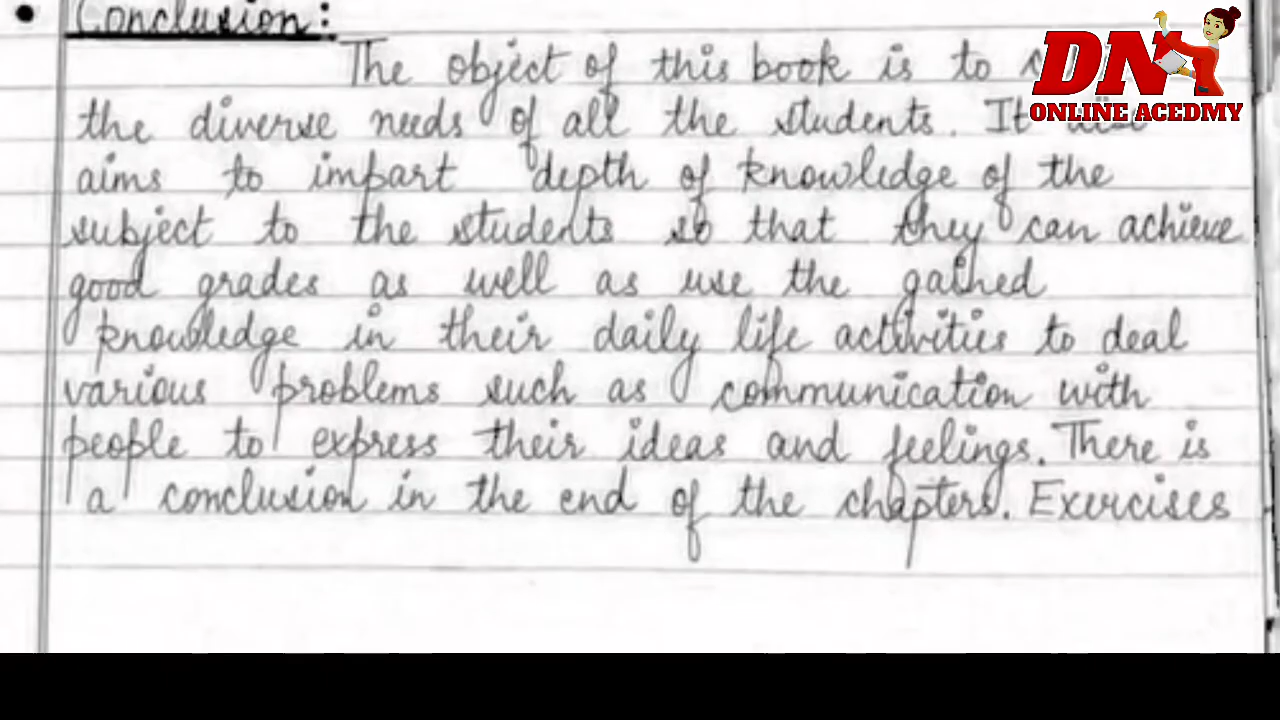 • Conclusion:
The object of this book is to
the diverse needs of all the students. It also
aims to impart depth of knowledge of the
subject to the students so that they can achieve
good grades as well as use the gained
knowledge in their daily life activities to deal
various problems such as communication with
people to express their ideas and feelings. There is
a conclusion in the end of the chapters. Exercises
DNA
ONLINE ACEDMY